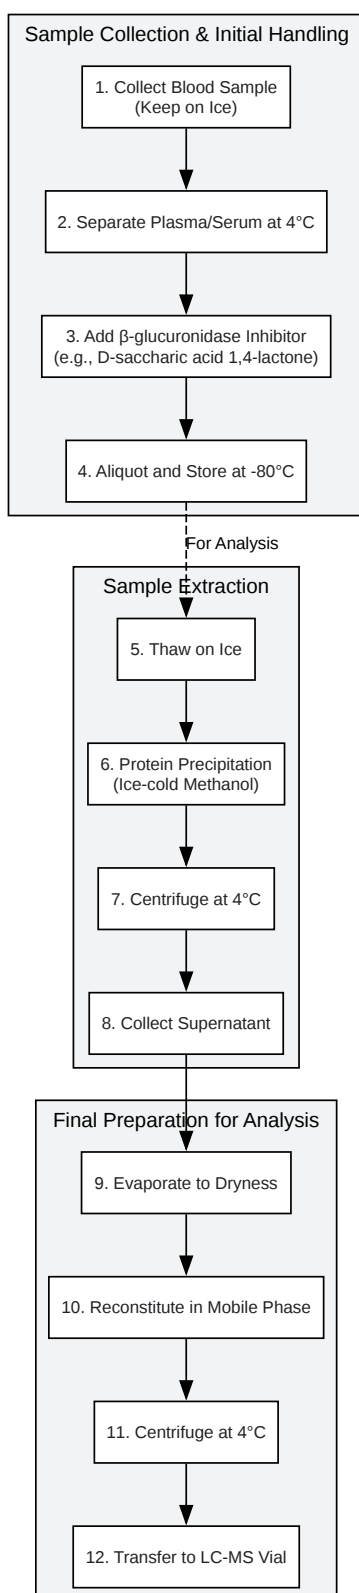 Sample Collection & Initial Handling
1. Collect Blood Sample
(Keep on Ice)
2. Separate Plasma/Serum at 4°C
3. Add β-glucuronidase Inhibitor
(e.g., D-saccharic acid 1,4-lactone)
4. Aliquot and Store at -80°C
For Analysis
Sample Extraction
5. Thaw on Ice
6. Protein Precipitation
(Ice-cold Methanol)
7. Centrifuge at 4°C
8. Collect Supernatant
Final Preparation for Analysis
9. Evaporate to Dryness
10. Reconstitute in Mobile Phase
11. Centrifuge at 4°C
12. Transfer to LC-MS Vial